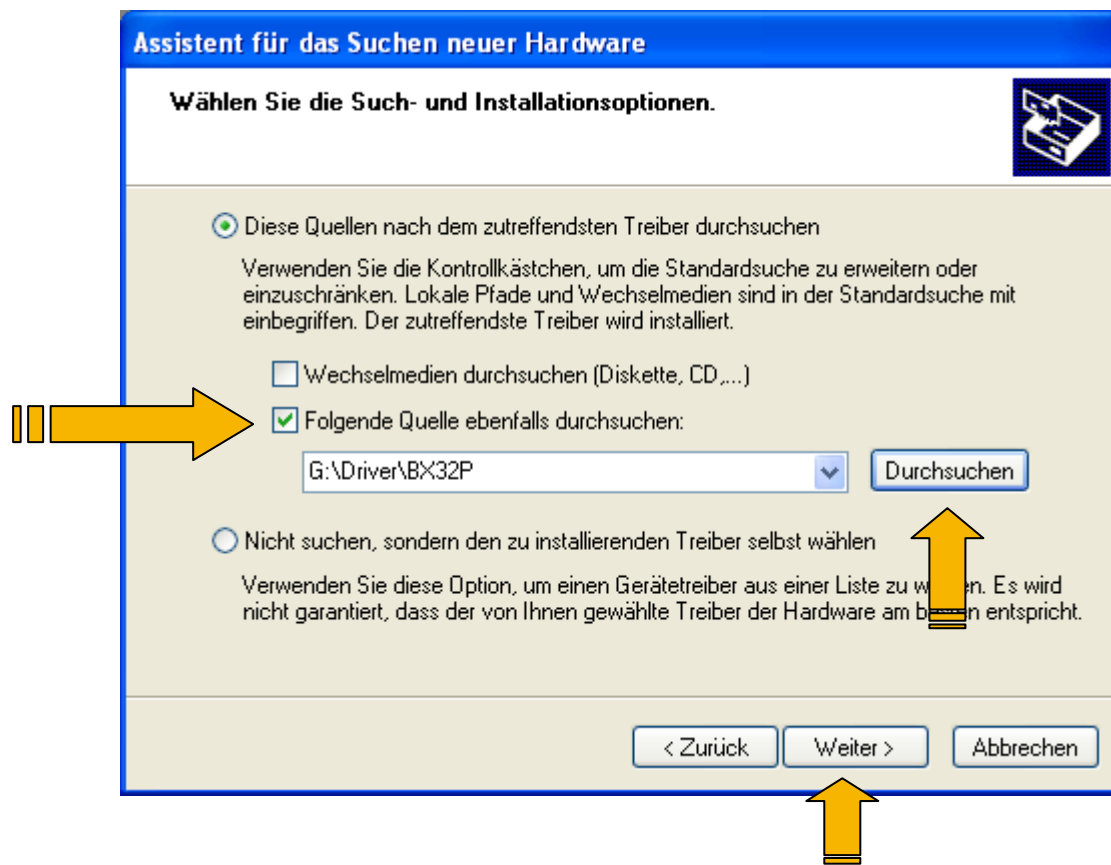 Assistent für das Suchen neuer Hardware
Wählen Sie die Such- und Installationsoptionen.
Diese Quellen nach dem zutreffendsten Treiber durchsuchen
Verwenden Sie die Kontrollkästchen, um die Standardsuche zu erweitern oder
einzuschränken. Lokale Pfade und Wechselmedien sind in der Standardsuche mit
einbegriffen. Der zutreffendste Treiber wird installiert.
Wechselmedien durchsuchen (Diskette, CD,...)
Folgende Quelle ebenfalls durchsuchen:
G:\Driver\BX32P
Durchsuchen
Nicht suchen, sondern den zu installierenden Treiber selbst wählen
Verwenden Sie diese Option, um einen Gerätetreiber aus einer Liste zu Es wird
nicht garantiert, dass der von Ihnen gewählte Treiber der Hardware am entspricht.
< Zurück
Weiter >
Abbrechen